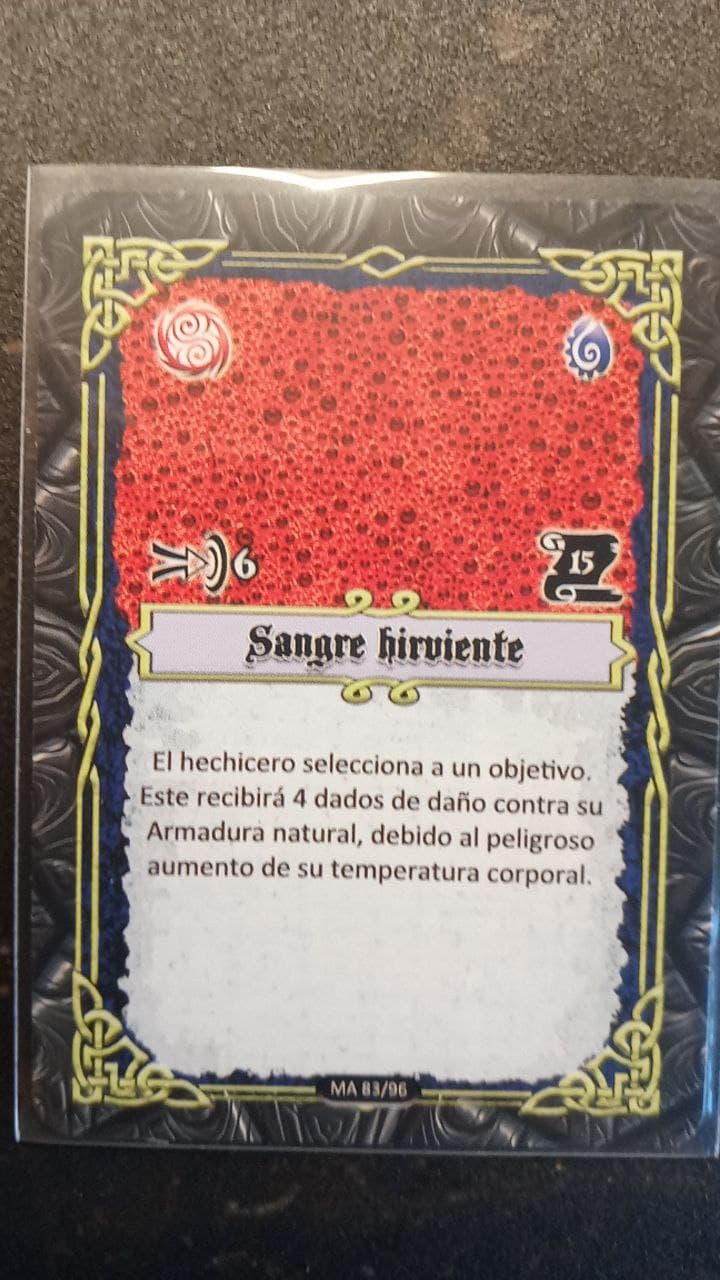 6
15
Sangre hirviente
El hechicero selecciona a un objetivo.
Este recibirá 4 dados de daño contra su
Armadura natural, debido al peligroso
aumento de su temperatura corporal.
MA 83/96